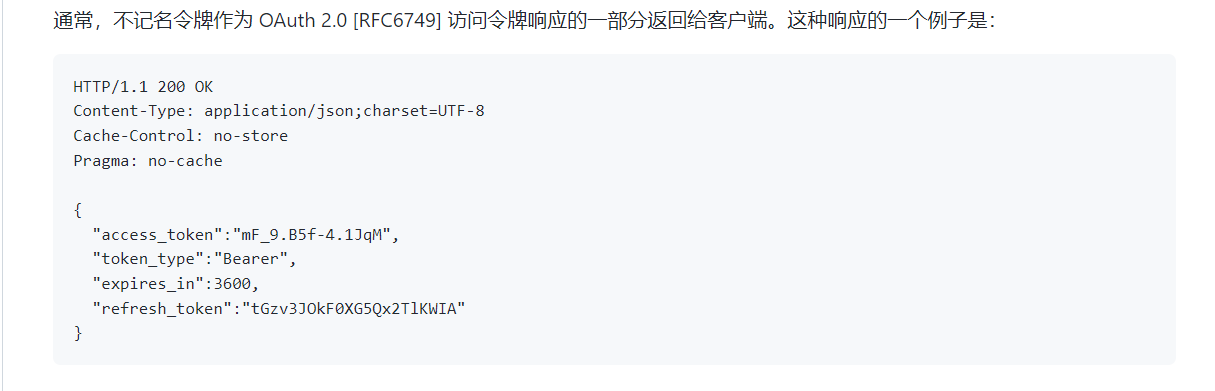 通常，不记名令牌作为 OAuth 2.0 [RFC6749] 访问令牌响应的一部分返回给客户端。这种响应的一个例子是：
HTTP/1.1 200 OK
Content-Type: application/json;charset=UTF-8
Cache-Control: no-store
Pragma: no-cache

{
  "access_token":"mF_9.B5f-4.1JqM",
  "token_type":"Bearer",
  "expires_in":3600,
  "refresh_token":"tGzv3JOkF0XG5Qx2TlKWIA"
}